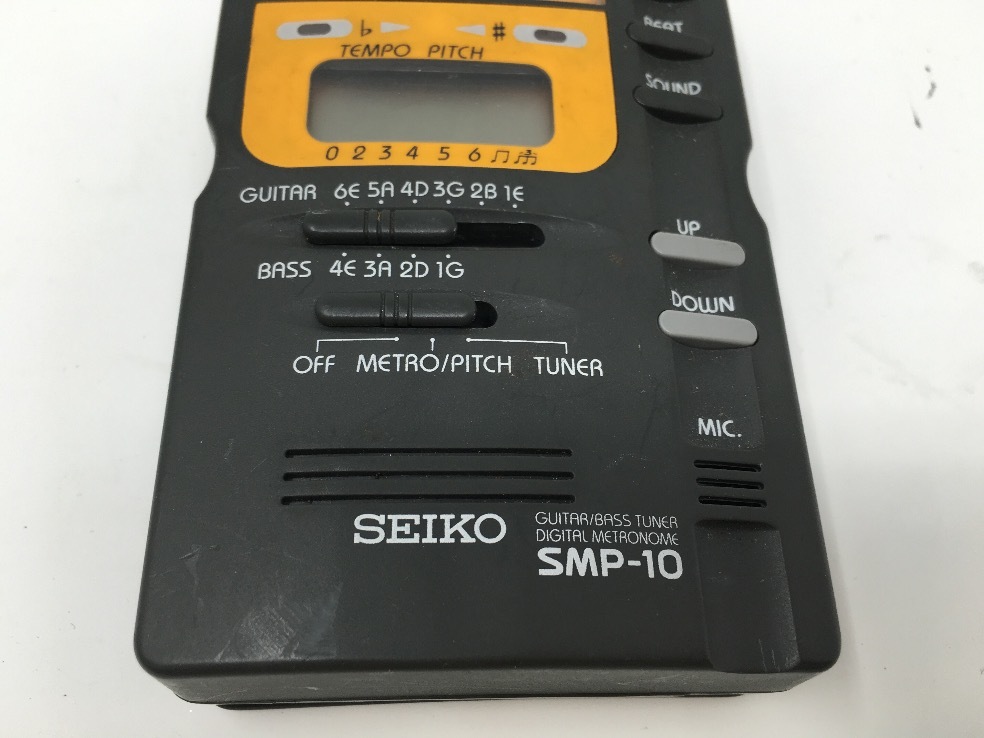 BEAT
♭ ♯
TEMPO PITCH
SOUND
0 2 3 4 5 6 ♫
GUITAR 6E 5A 4D 3G 2B 1E
UP
BASS 4E 3A 2D 1G
DOWN
OFF METRO/PITCH TUNER
MIC.
SEIKO
GUITAR/BASS TUNER
DIGITAL METRONOME
SMP-10